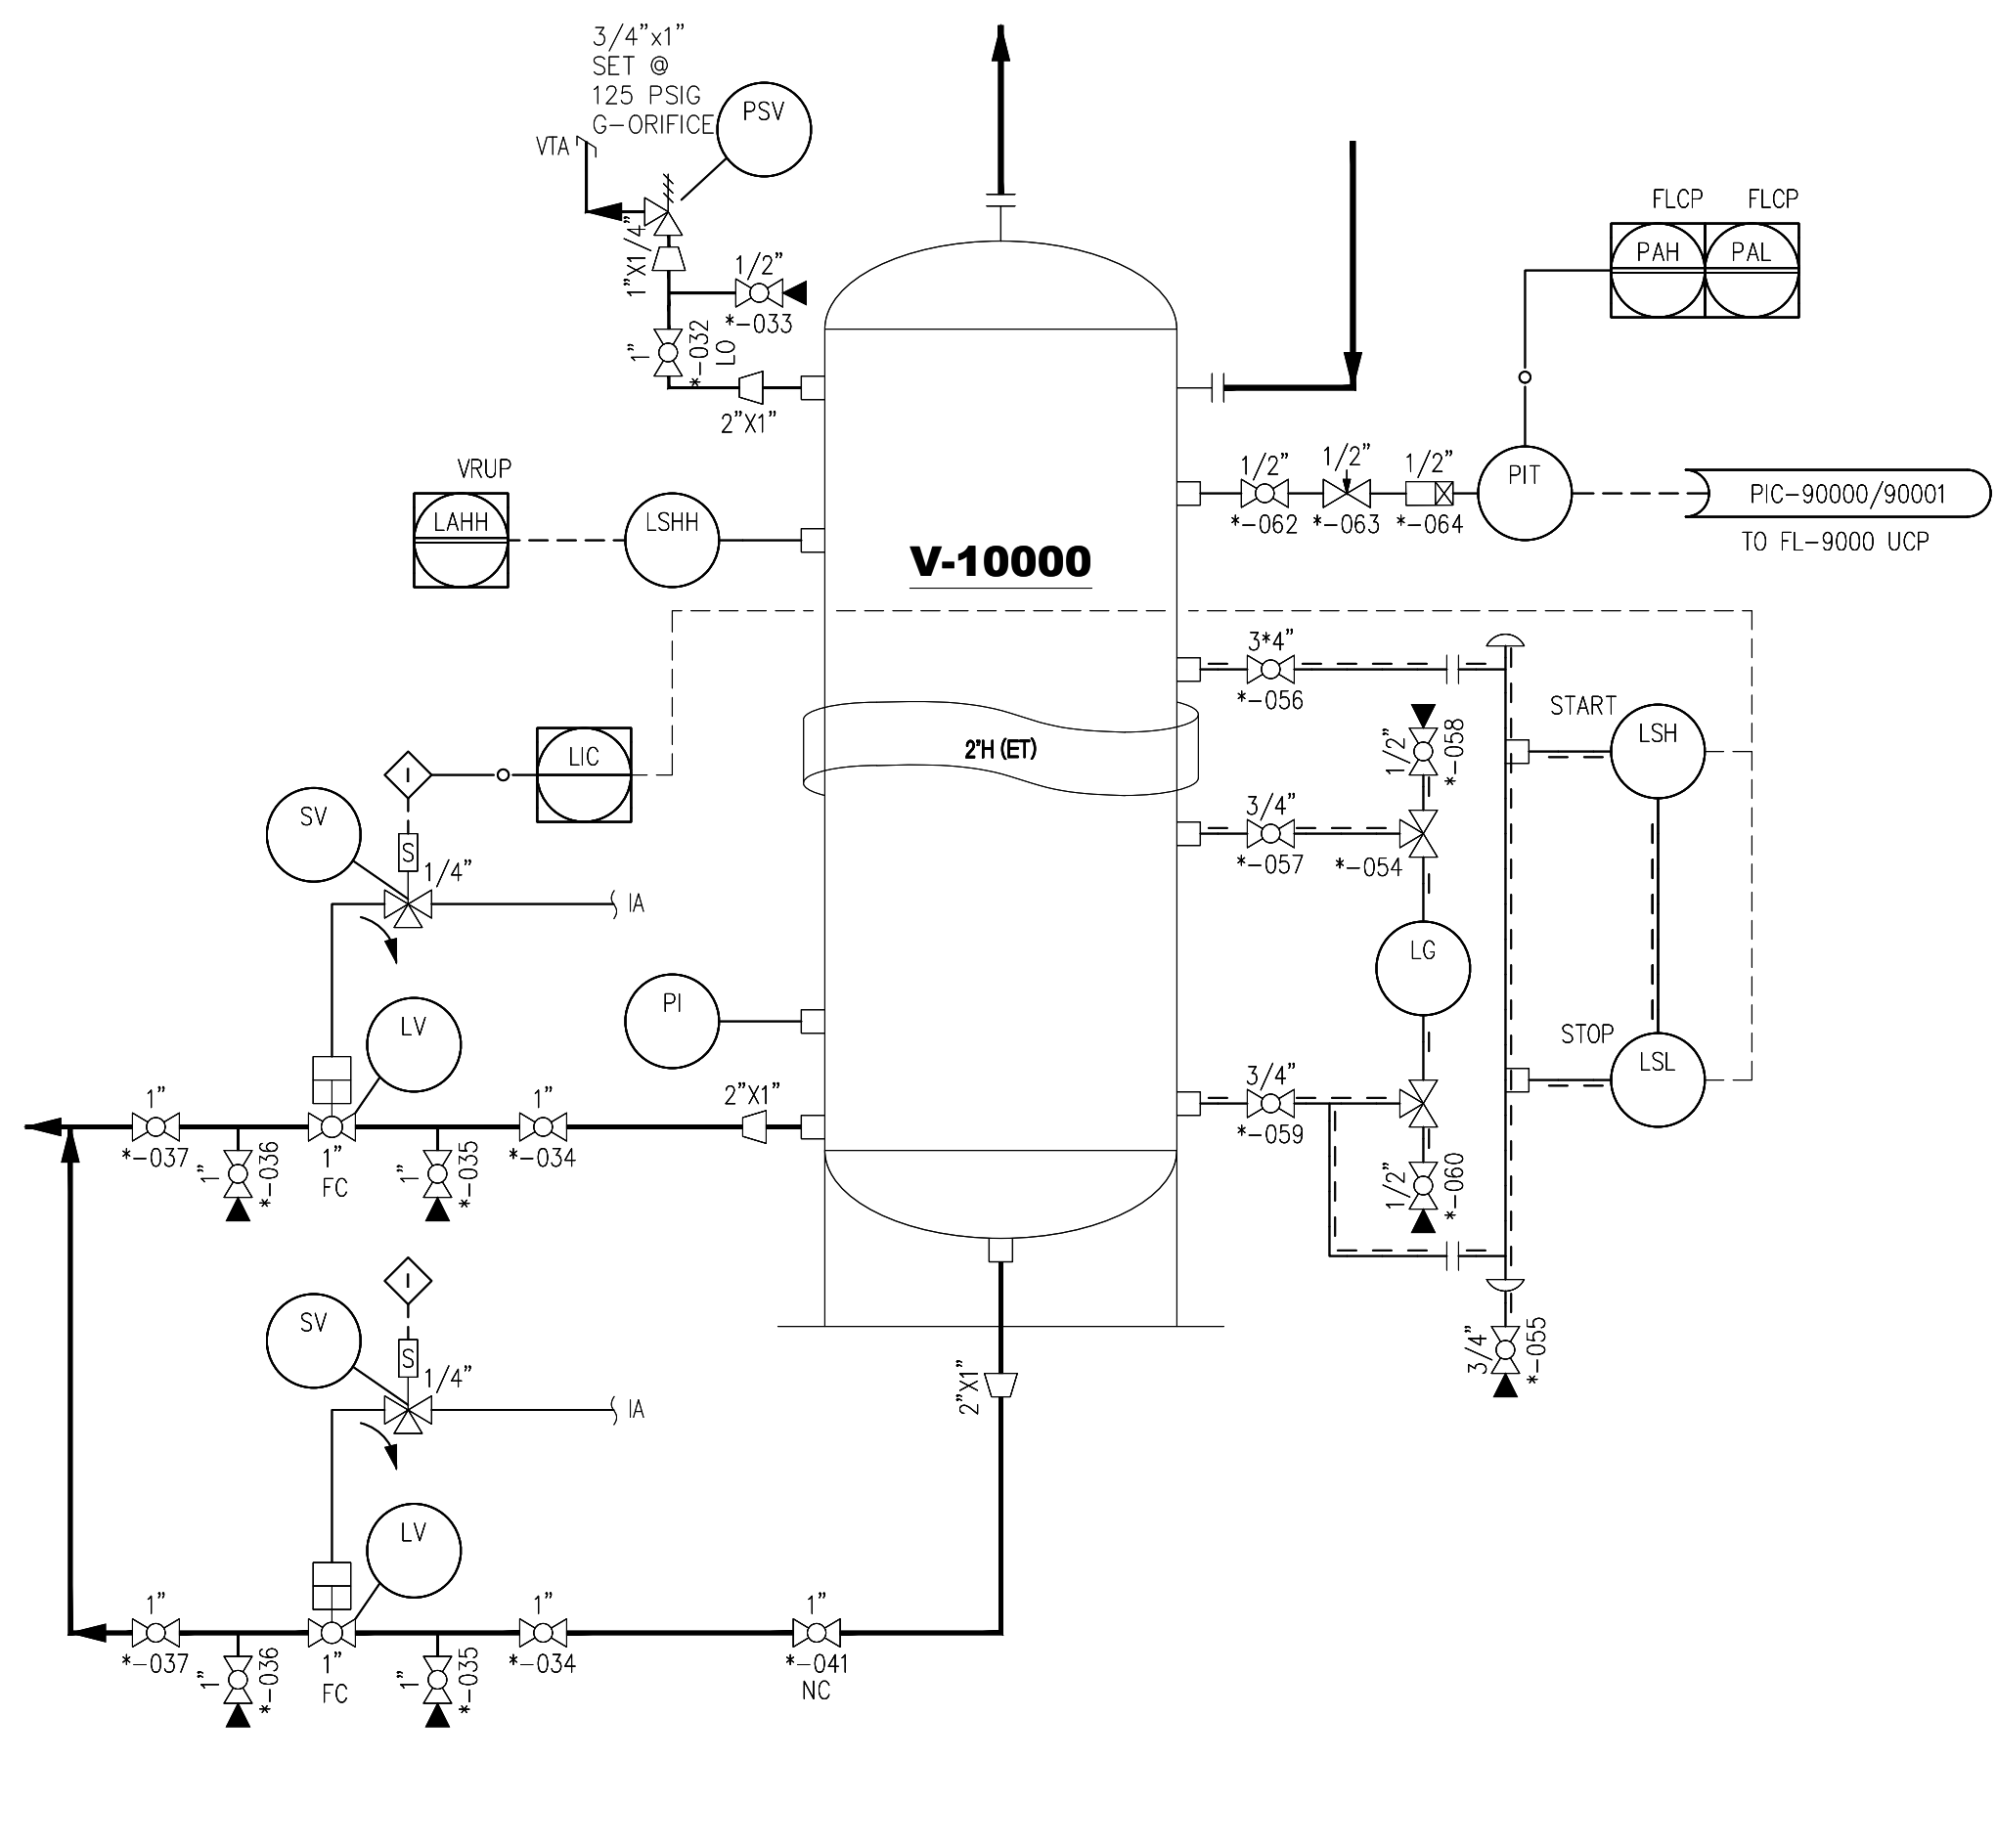 3/4"x1"
SET @
125 PSIG
G-ORIFICE
PSV
VTA
1"X1/4"
1/2"
*-033
1"
*-032
LO
2"X1"
FLCP
FLCP
PAH
PAL
VRUP
LAHH
LSHH
1/2"
1/2"
1/2"
PIT
*-062
*-063
*-064
PIC-90000/90001
TO FL-9000 UCP
V-10000
3*4"
*-056
START
LSH
1/2"
*-058
2"H (ET)
LIC
I
SV
S
1/4"
IA
3/4"
*-057
*-054
LG
PI
LV
STOP
LSL
2"X1"
3/4"
*-059
1/2"
*-060
1"
*-037
1"
*-036
1"
FC
1"
*-035
1"
*-034
I
SV
S
1/4"
IA
2"X1"
3/4"
*-055
LV
1"
*-037
1"
*-036
1"
FC
1"
*-035
1"
*-034
1"
*-041
NC